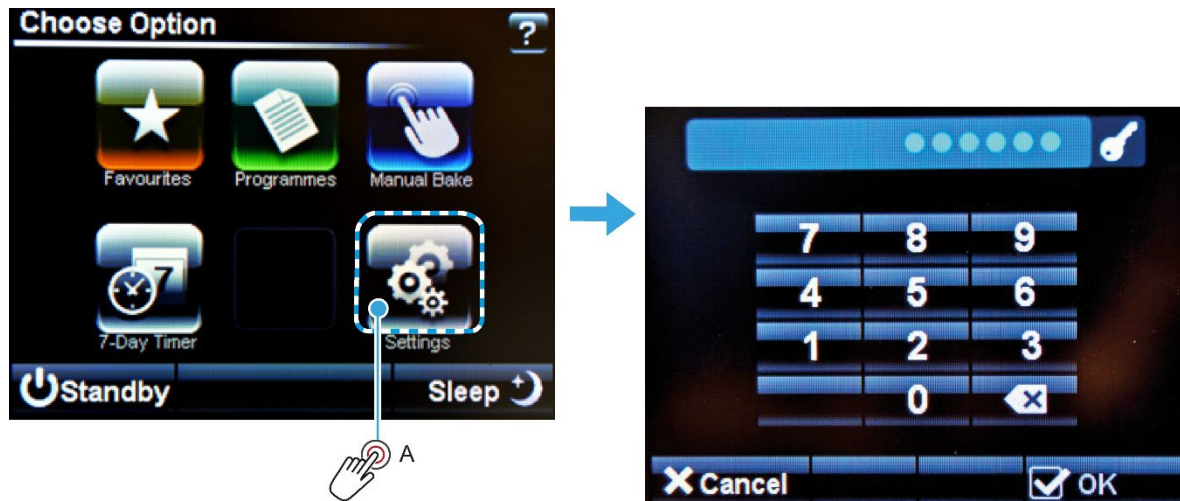 Choose Option
?
Favourites
Programmes
Manual Bake
7
7-Day Timer
Settings
Standby
Sleep
A
7 8 9
4 5 6
1 2 3
0
Cancel
OK